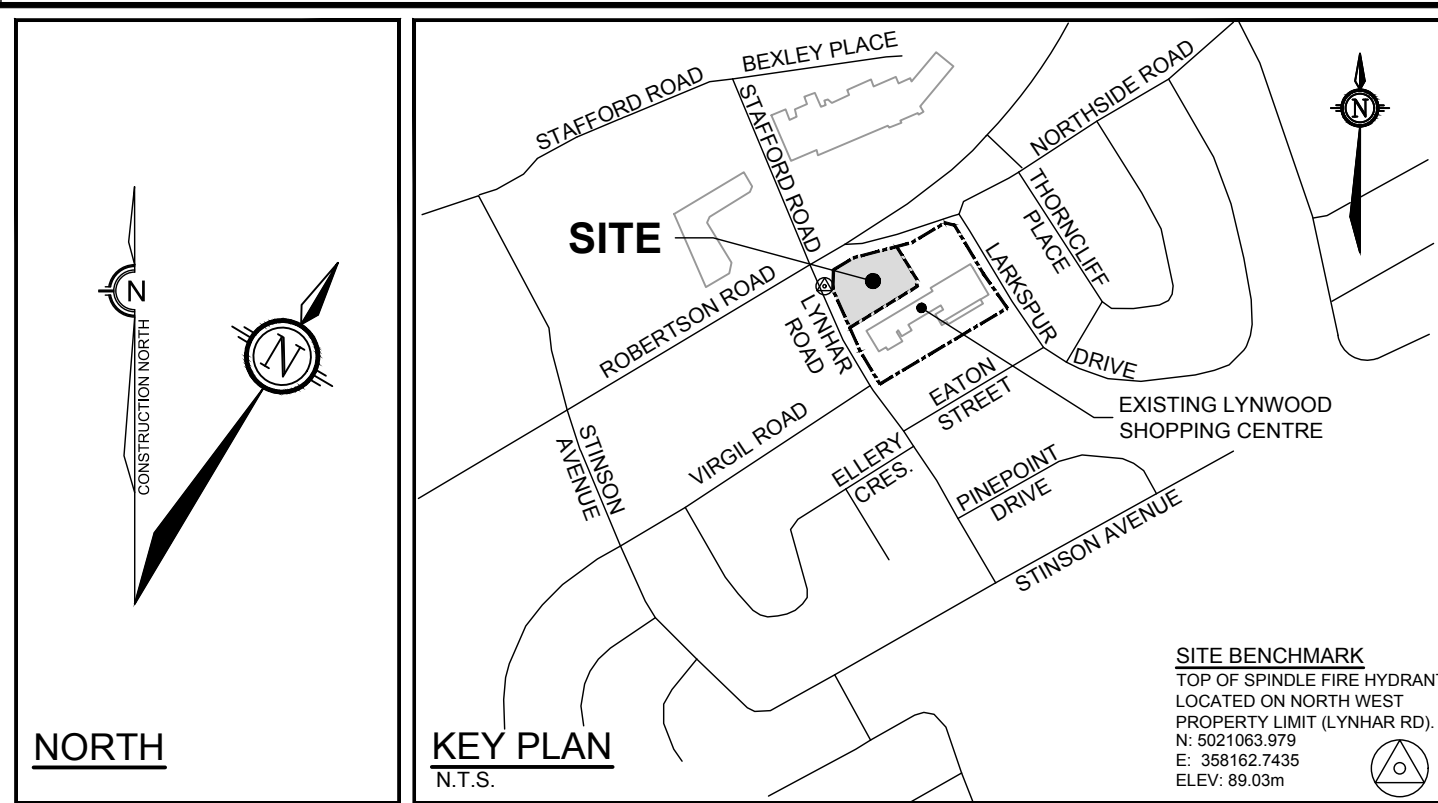 N
CONSTRUCTION NORTH
N
NORTH
BEXLEY PLACE
STAFFORD ROAD
STAFFORD ROAD
NORTHSIDE ROAD
N
THORNCLIFF
PLACE
SITE
LARKSPUR
DRIVE
ROBERTSON ROAD
LYNHAR
ROAD
EATON
STREET
EXISTING LYNWOOD
SHOPPING CENTRE
STINSON
AVENUE
VIRGIL ROAD
ELLERY
CRES.
PINEPOINT
DRIVE
STINSON AVENUE
SITE BENCHMARK
TOP OF SPINDLE FIRE HYDRANT
LOCATED ON NORTH WEST
PROPERTY LIMIT (LYNHAR RD).
N: 5021063.979
E: 358162.7435
ELEV: 89.03m
KEY PLAN
N.T.S.